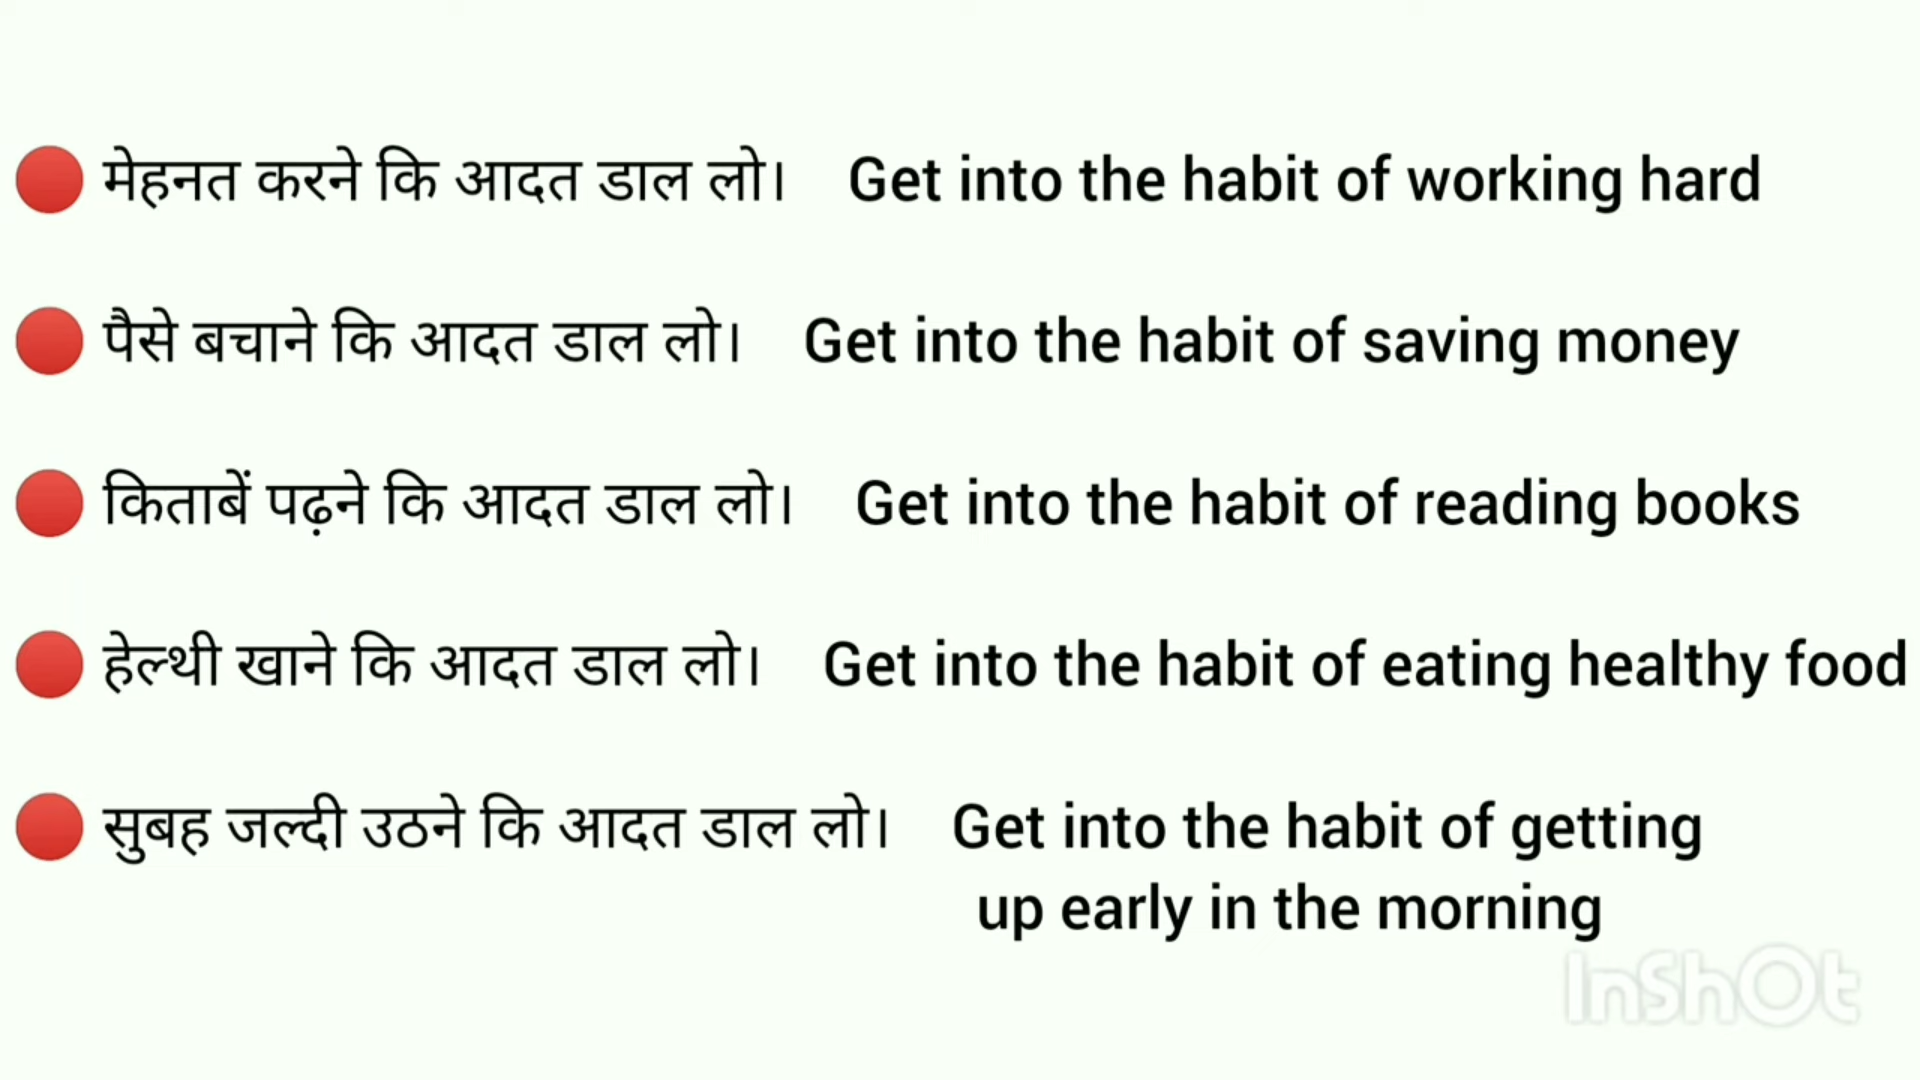 मेहनत करने कि आदत डाल लो। Get into the habit of working hard
पैसे बचाने कि आदत डाल लो। Get into the habit of saving money
किताबें पढ़ने कि आदत डाल लो। Get into the habit of reading books
हेल्थी खाने कि आदत डाल लो। Get into the habit of eating healthy food
सुबह जल्दी उठने कि आदत डाल लो। Get into the habit of getting
up early in the morning
InShOt